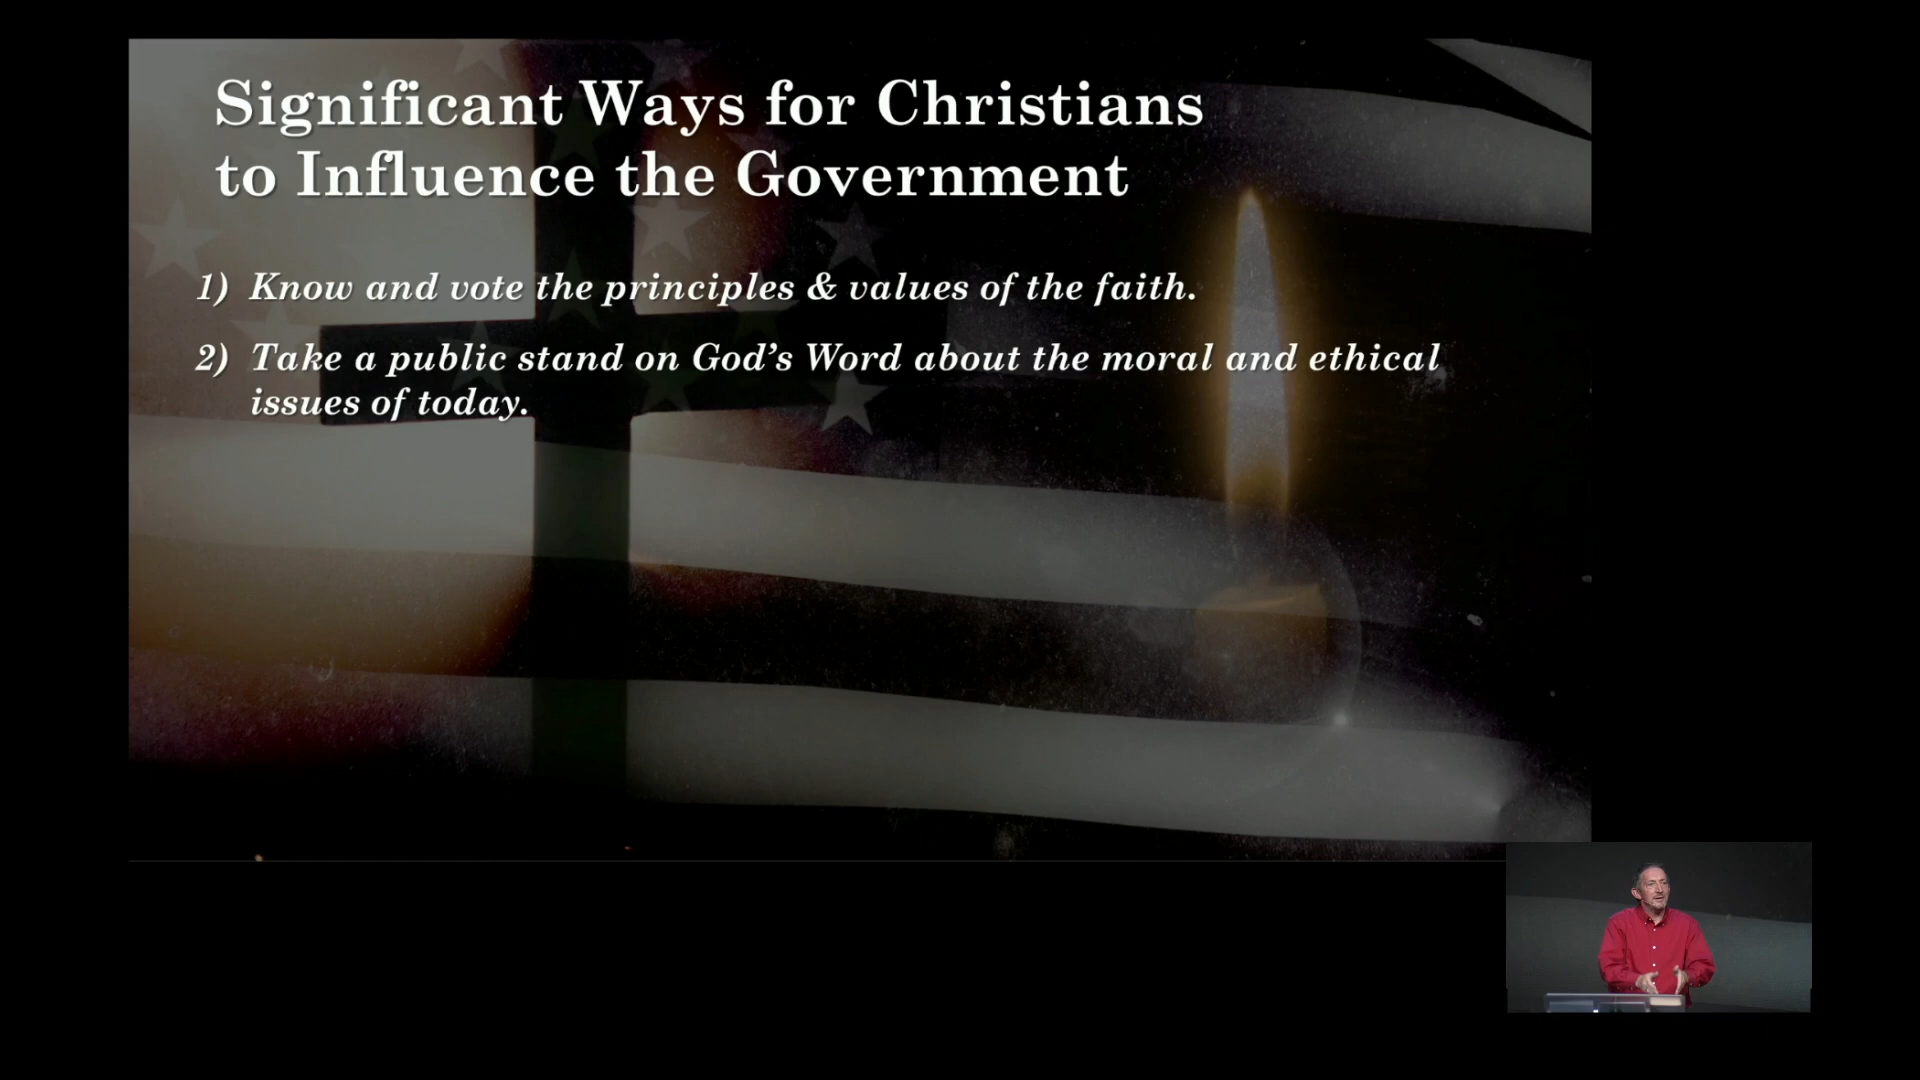 Significant Ways for Christians
to Influence the Government
1) Know and vote the principles & values of the faith.
2) Take a public stand on God's Word about the moral and ethical
issues of today.